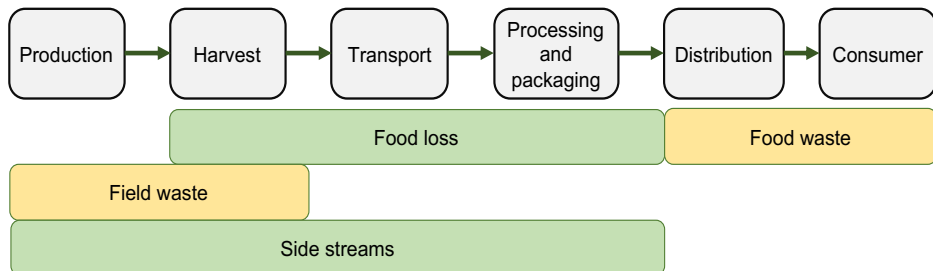 Production
Harvest
Transport
Processing
and
packaging
Distribution
Consumer
Food loss
Food waste
Field waste
Side streams